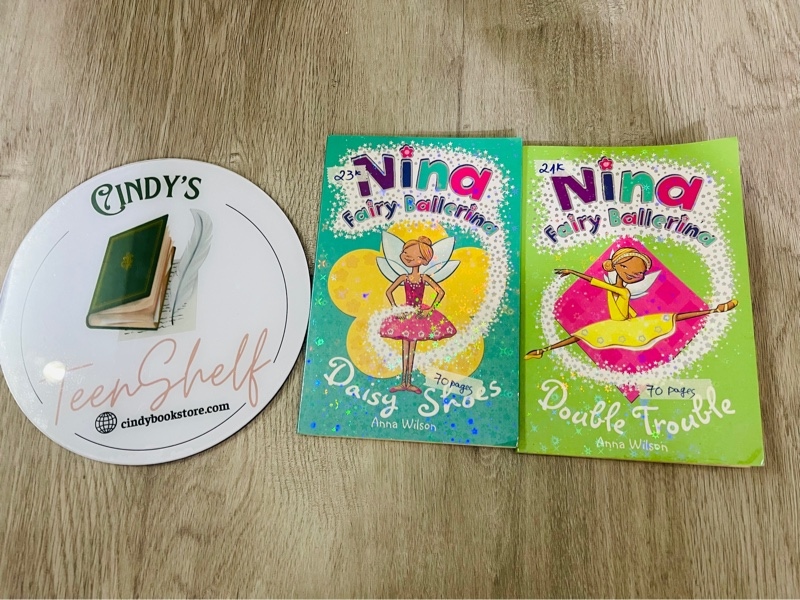 CINDY'S
TeenShelf
cindybookstore.com
23k
Nina
Fairy Ballerina
70 pages
Daisy Shoes
Anna Wilson
21K
Nina
Fairy Ballerina
70 pages
Double Trouble
Anna Wilson